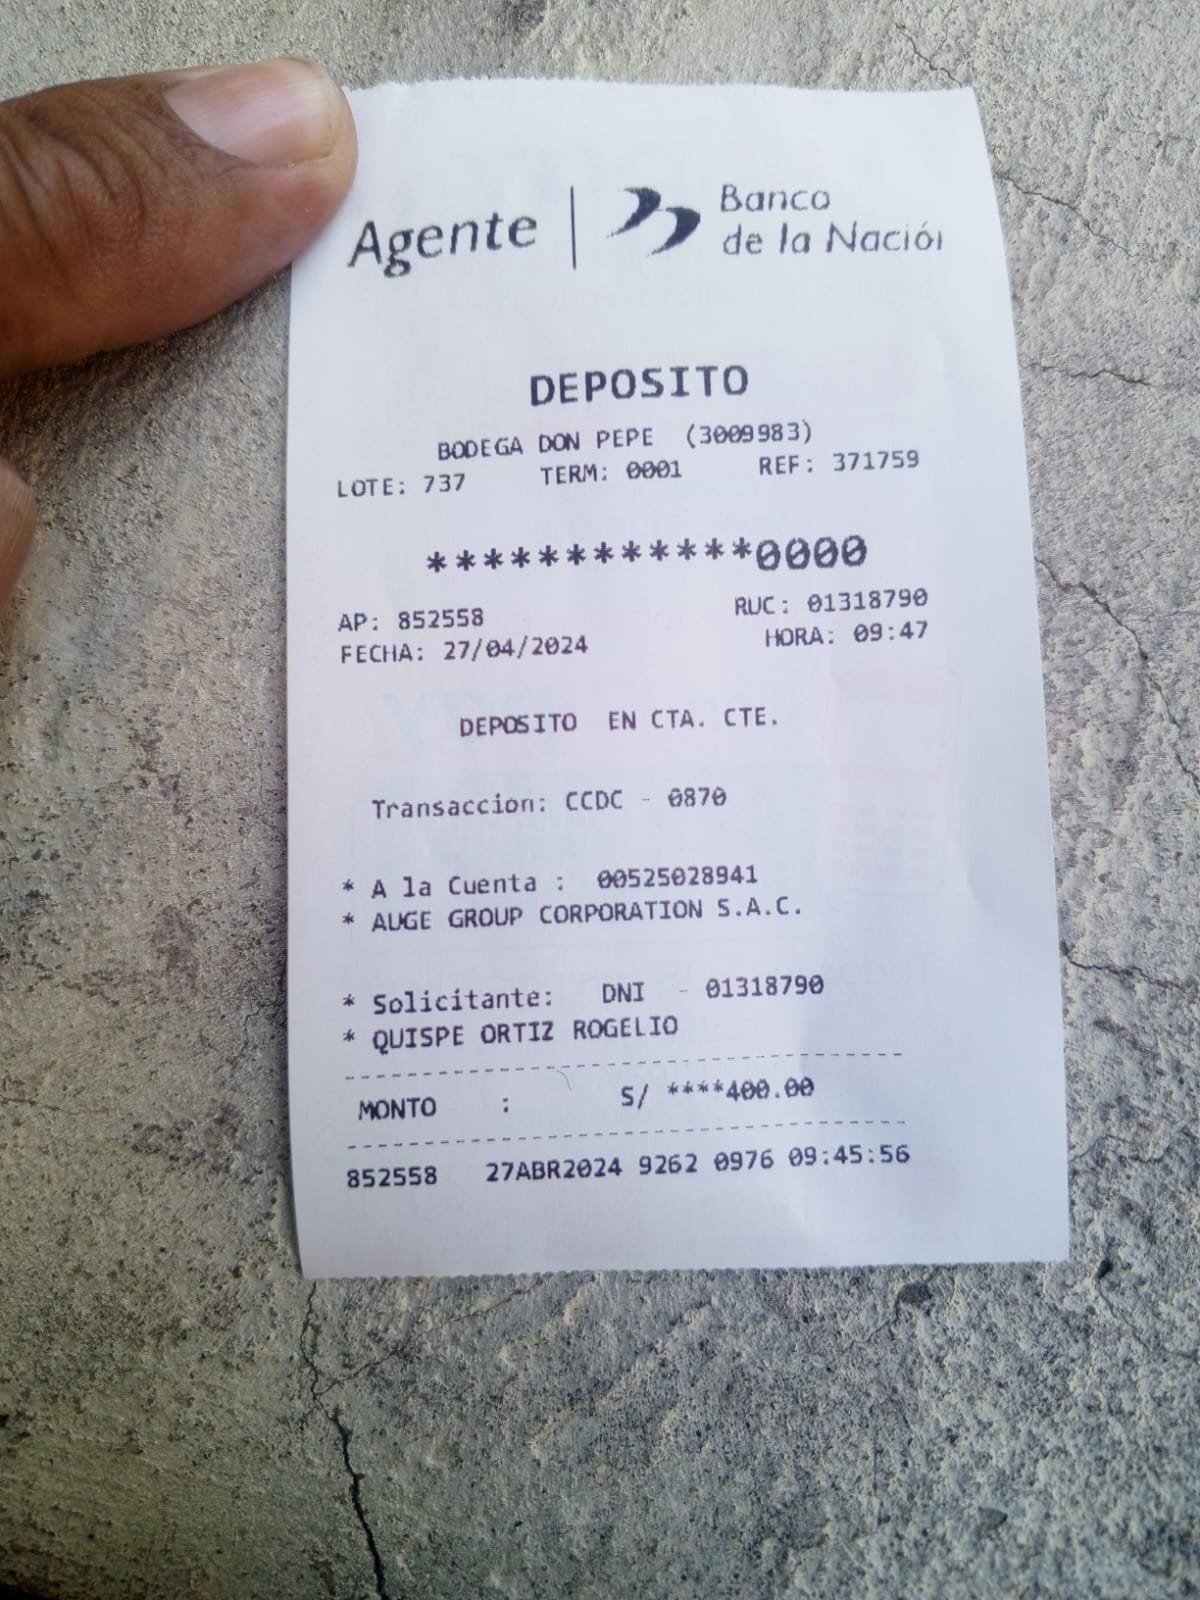 Agente | Banco
de la Nación
DEPOSITO
BODEGA DON PEPE (3009983)
LOTE: 737 TERM: 0001 REF: 371759
************0000
AP: 852558 RUC: 01318790
FECHA: 27/04/2024 HORA: 09:47
DEPOSITO EN CTA. CTE.
Transaccion: CCDC - 0870
* A la Cuenta : 00525028941
* AUGE GROUP CORPORATION S.A.C.
* Solicitante: DNI - 01318790
* QUISPE ORTIZ ROGELIO
MONTO : S/ ****400.00
852558 27ABR2024 9262 0976 09:45:56